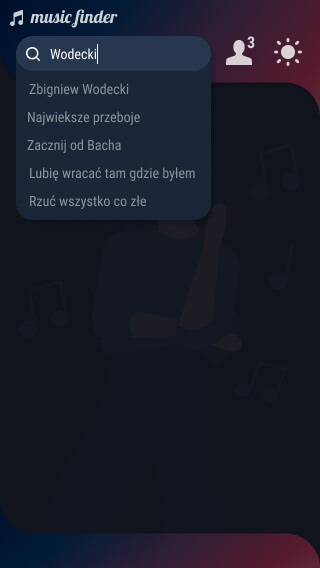 music finder
Wodecki
3
Zbigniew Wodecki
Najwieksze przeboje
Zacznij od Bacha
Lubię wracać tam gdzie byłem
Rzuć wszystko co złe